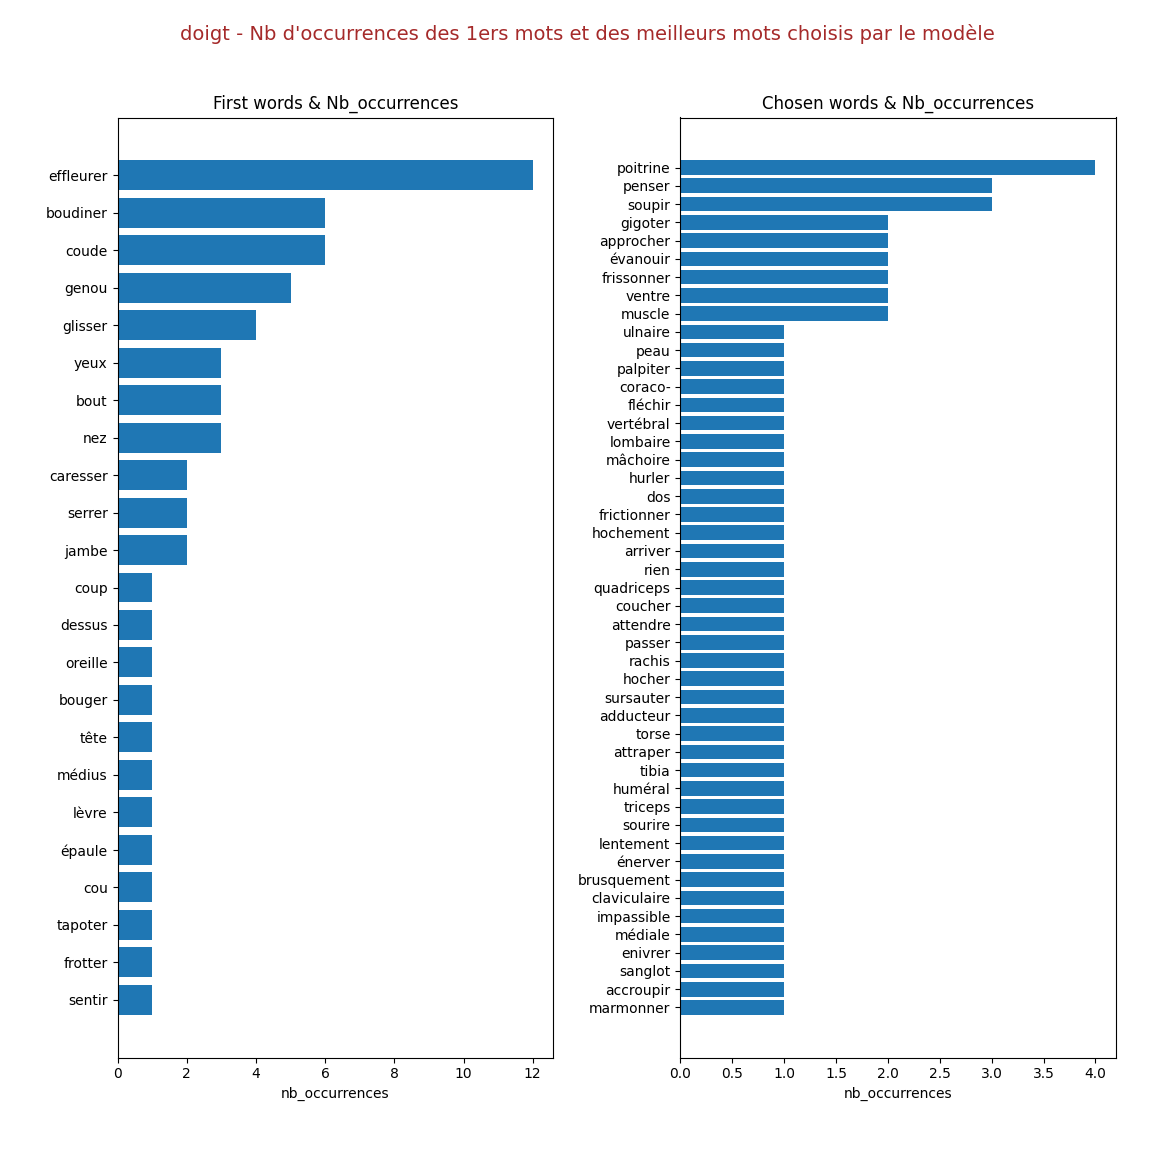 doigt - Nb d'occurrences des 1ers mots et des meilleurs mots choisis par le modèle
First words & Nb_occurrences
effleurer
boudiner
coude
genou
glisser
yeux
bout
nez
caresser
serrer
jambe
coup
dessus
oreille
bouger
tête
médius
lèvre
épaule
cou
tapoter
frotter
sentir
0 2 4 6 8 10 12
nb_occurrences
Chosen words & Nb_occurrences
poitrine
penser
soupir
gigoter
approcher
évanouir
frissonner
ventre
muscle
ulnaire
peau
palpiter
coraco-
fléchir
vertébral
lombaire
mâchoire
hurler
dos
frictionner
hochement
arriver
rien
quadriceps
coucher
attendre
passer
rachis
hocher
sursauter
adducteur
torse
attraper
tibia
huméral
triceps
sourire
lentement
énerver
brusquement
claviculaire
impassible
médiale
enivrer
sanglot
accroupir
marmonner
0.0 0.5 1.0 1.5 2.0 2.5 3.0 3.5 4.0
nb_occurrences